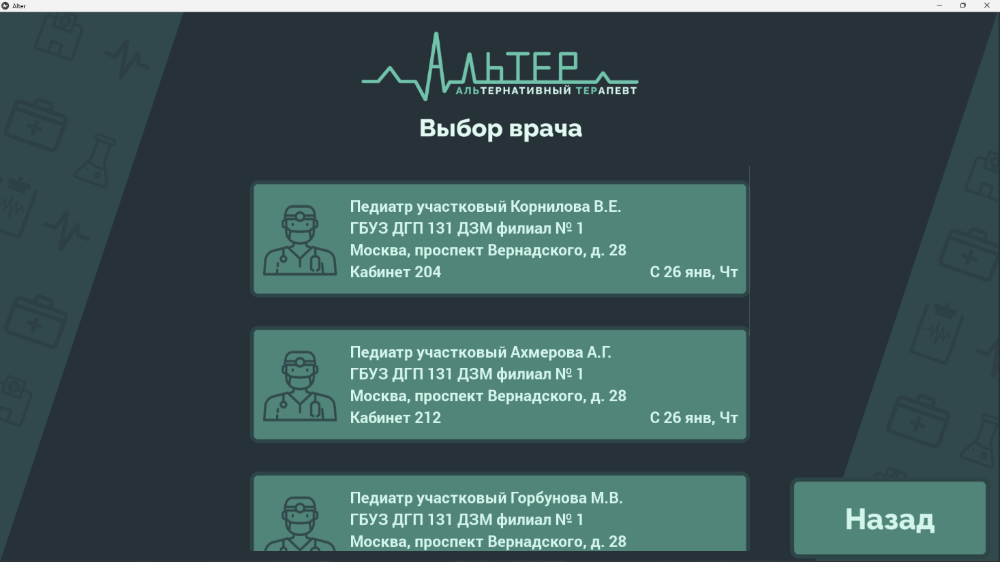 Alter
АЛЬТЕР
АЛЬТЕРНАТИВНЫЙ ТЕРАПЕВТ
Выбор врача
Педиатр участковый Корнилова В.Е.
ГБУЗ ДГП 131 ДЗМ филиал № 1
Москва, проспект Вернадского, д. 28
Кабинет 204
С 26 янв, Чт
Педиатр участковый Ахмерова А.Г.
ГБУЗ ДГП 131 ДЗМ филиал № 1
Москва, проспект Вернадского, д. 28
Кабинет 212
С 26 янв, Чт
Педиатр участковый Горбунова М.В.
ГБУЗ ДГП 131 ДЗМ филиал № 1
Москва, проспект Вернадского, д. 28
Назад